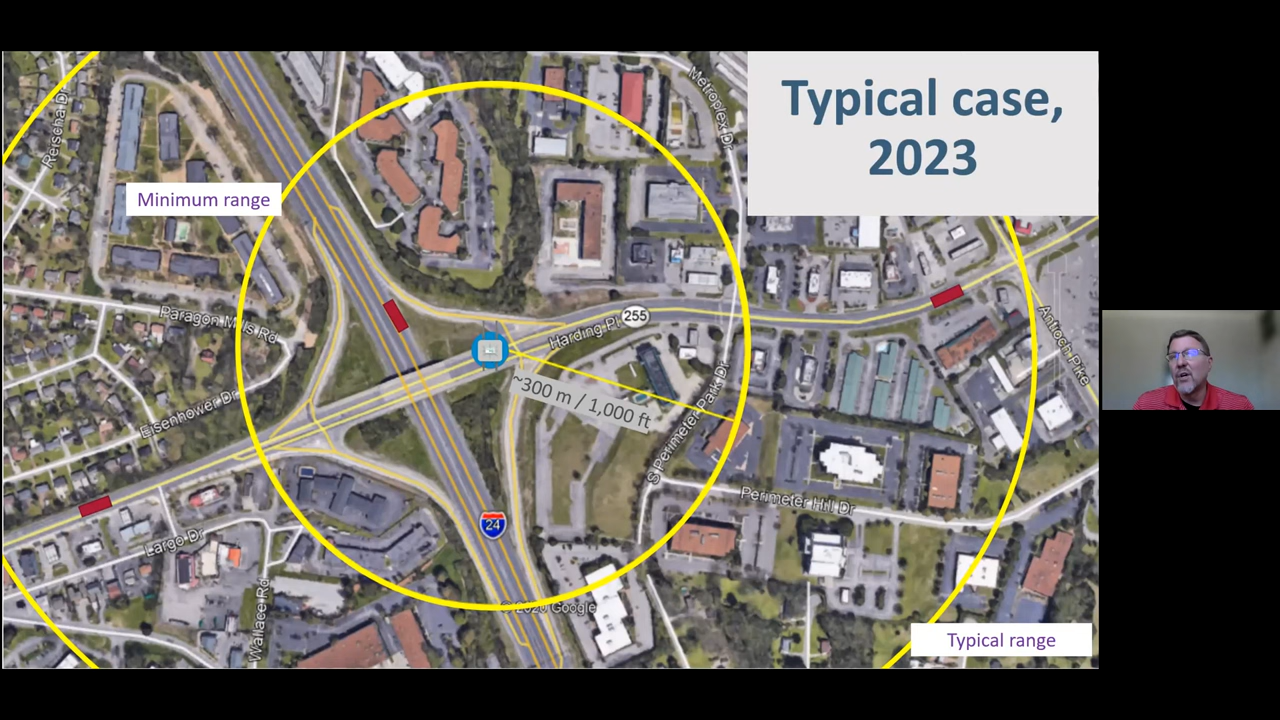 Typical case,
2023
Metroplex Dr
Reischa Dr
Minimum range
Paragon Mills Rd
255
Harding Pl
Antioch Pike
~300 m / 1,000 ft
Eisenhower Dr
S Perimeter Park Dr
Perimeter Hill Dr
24
Largo Dr
Wallace Rd
© 2020 Google
Typical range